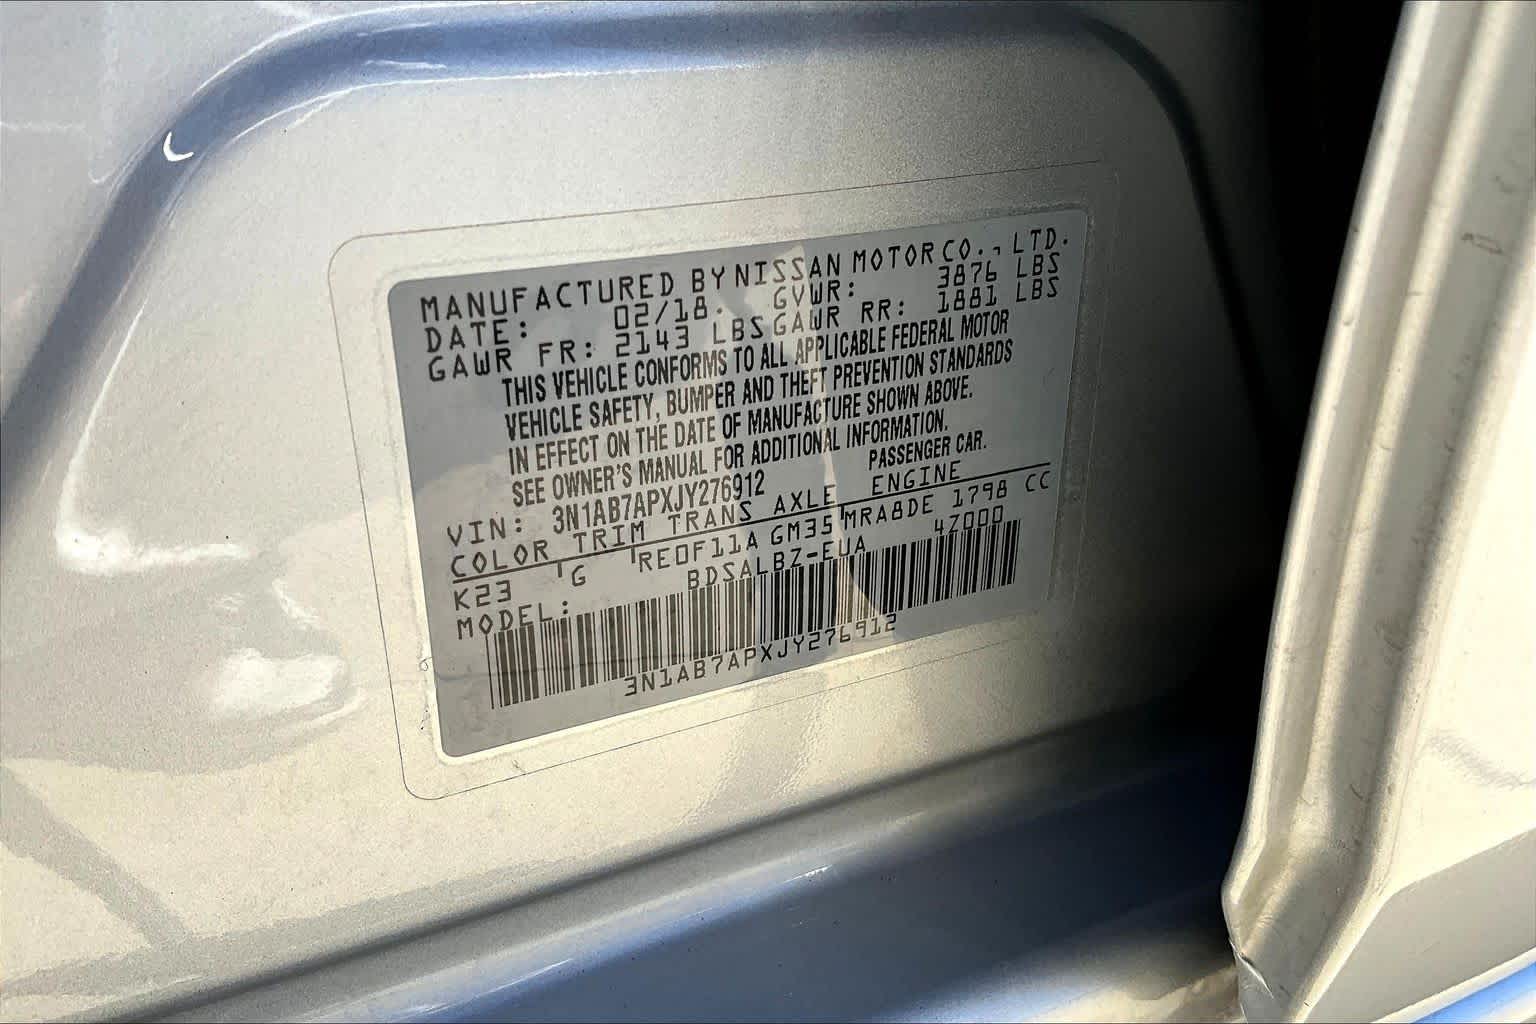 MANUFACTURED BY NISSAN MOTOR CO., LTD.
DATE: 02/18. GVWR: 3876 LBS
GAWR FR: 2143 LBS GAWR RR: 1881 LBS
THIS VEHICLE CONFORMS TO ALL APPLICABLE FEDERAL MOTOR
VEHICLE SAFETY, BUMPER AND THEFT PREVENTION STANDARDS
IN EFFECT ON THE DATE OF MANUFACTURE SHOWN ABOVE.
SEE OWNER'S MANUAL FOR ADDITIONAL INFORMATION.
VIN: 3N1AB7APXJY276912 PASSENGER CAR.
COLOR TRIM TRANS AXLE ENGINE
K23 G RE0F11A GM35 MRA8DE 1798 CC
MODEL: BDSALBZ-EUA 4Z000
3N1AB7APXJY276912